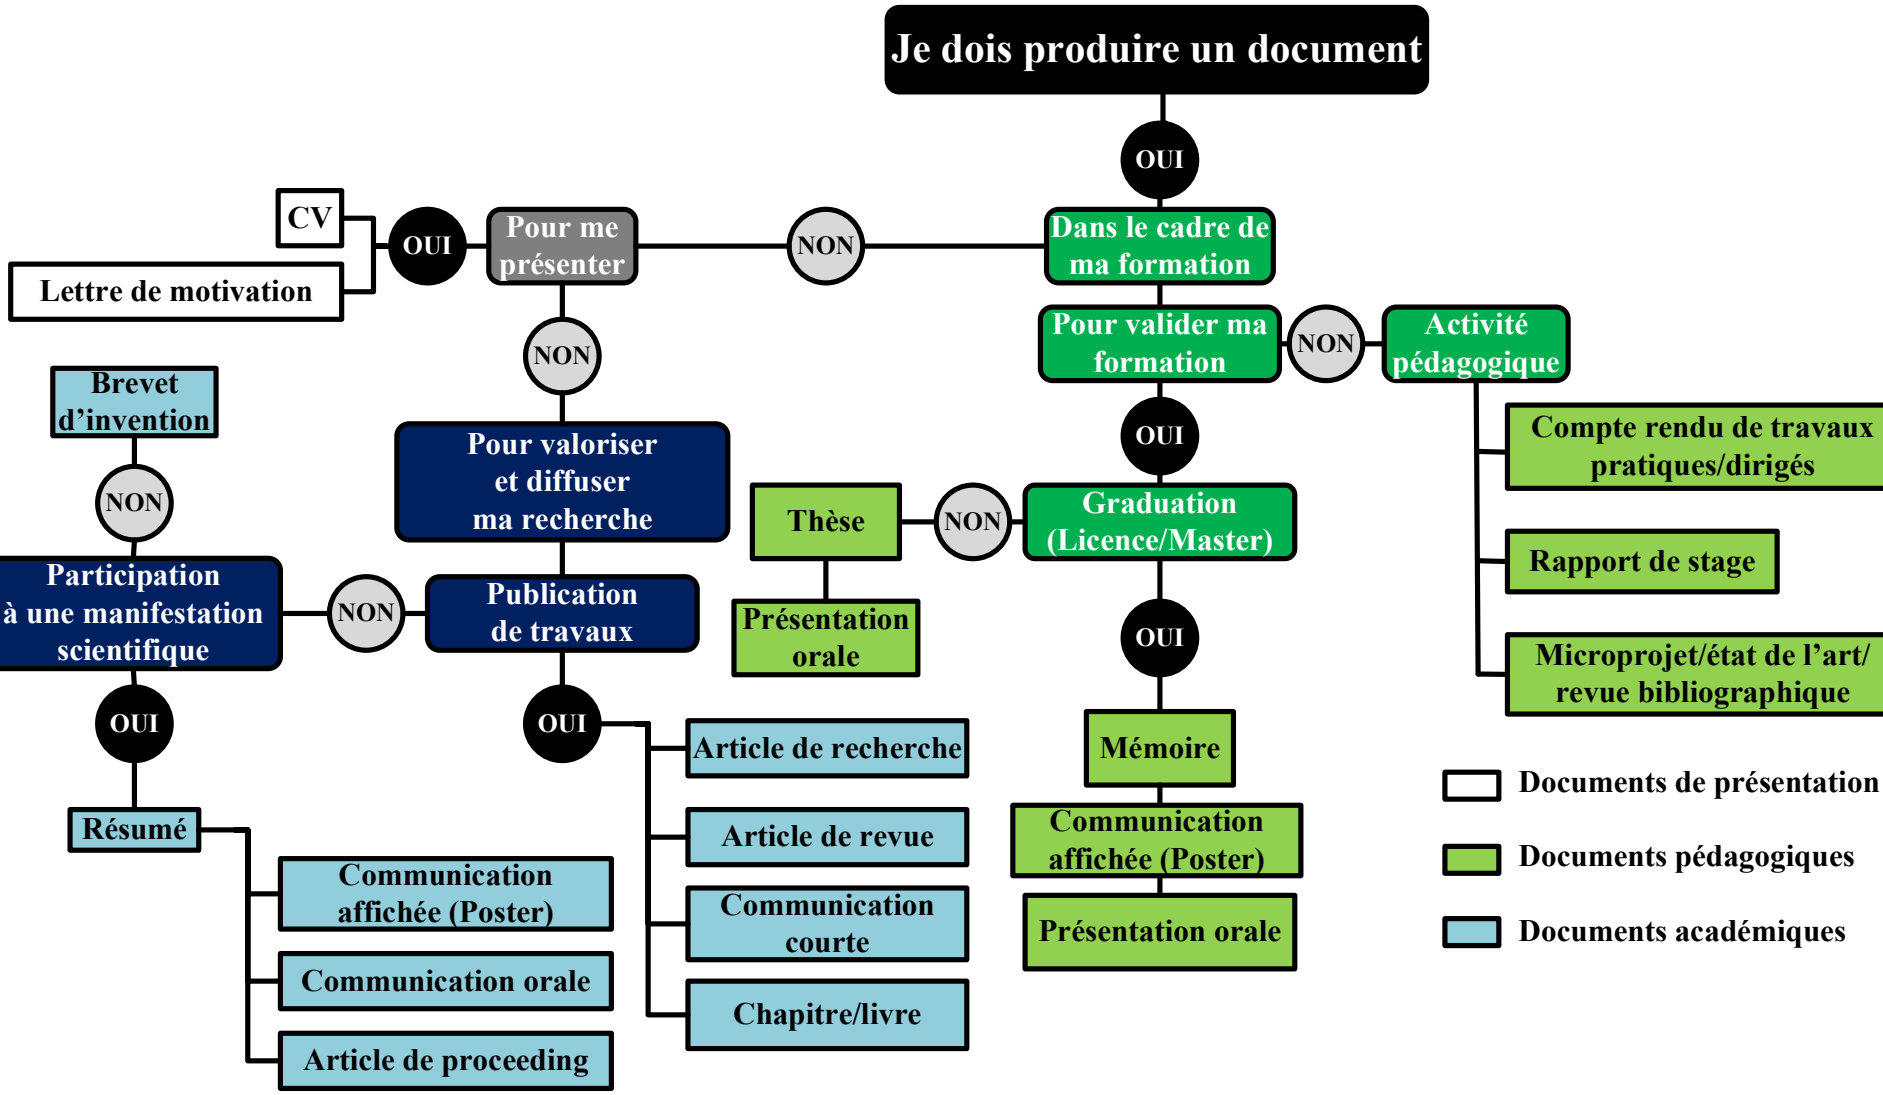 Je dois produire un document
OUI
CV
Lettre de motivation
OUI
Pour me
présenter
NON
Dans le cadre de
ma formation
NON
Pour valider ma
formation
NON
Activité
pédagogique
Brevet
d’invention
Pour valoriser
et diffuser
ma recherche
OUI
Compte rendu de travaux
pratiques/dirigés
NON
Thèse
NON
Graduation
(Licence/Master)
Rapport de stage
Participation
à une manifestation
scientifique
NON
Publication
de travaux
Présentation
orale
OUI
Microprojet/état de l’art/
revue bibliographique
OUI
OUI
Article de recherche
Mémoire
Documents de présentation
Résumé
Article de revue
Communication
affichée (Poster)
Documents pédagogiques
Communication
affichée (Poster)
Communication
courte
Présentation orale
Documents académiques
Communication orale
Chapitre/livre
Article de proceeding